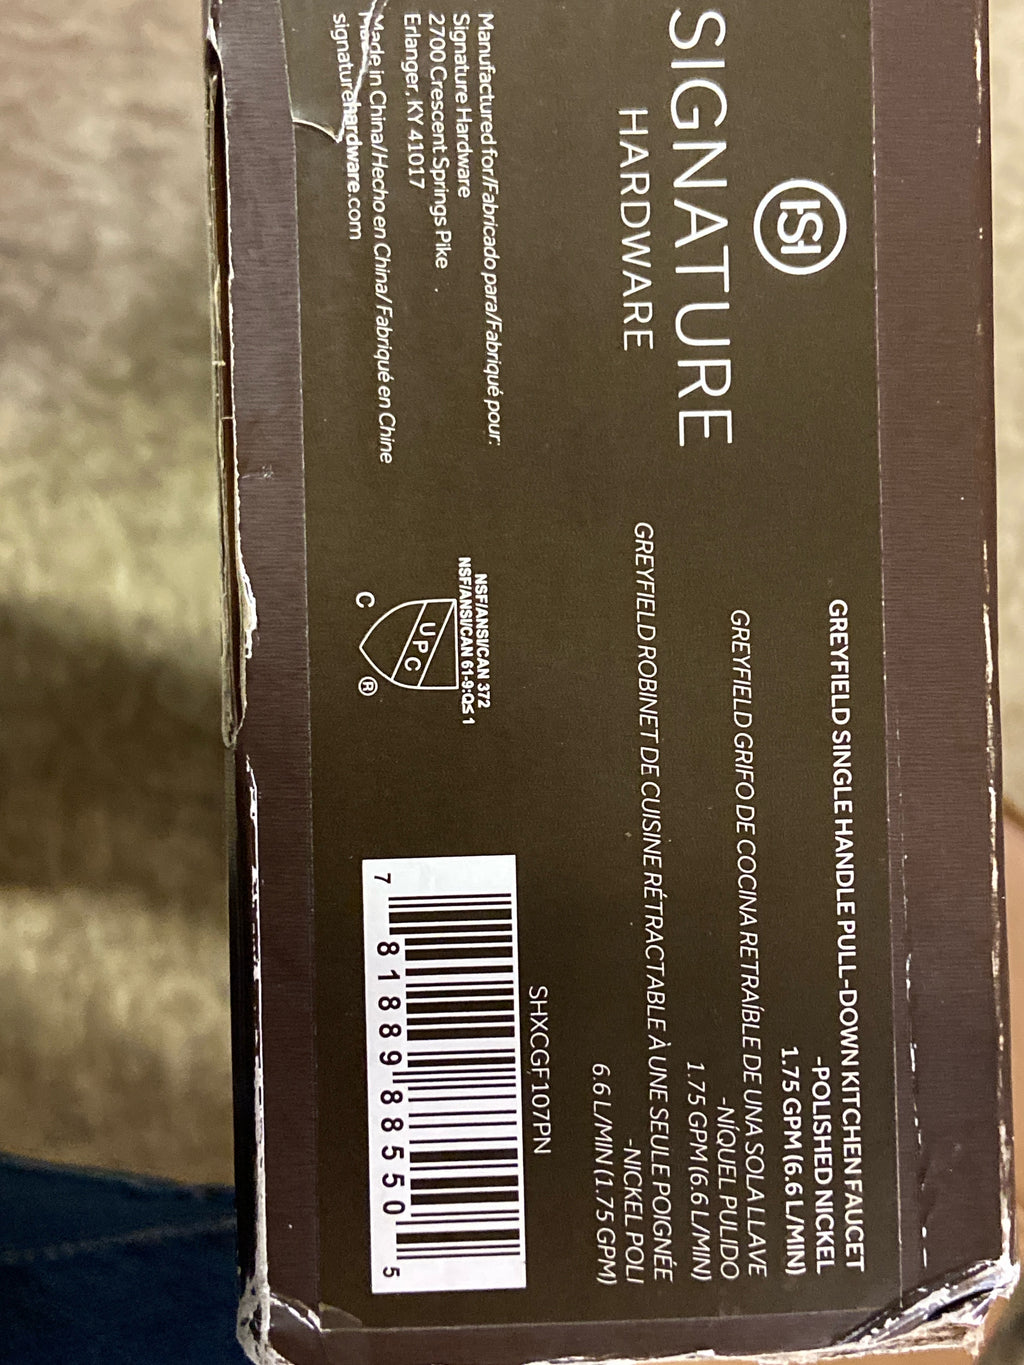 SH
SIGNATURE
HARDWARE
Manufactured for/Fabricado para/Fabriqué pour:
Signature Hardware
2700 Crescent Springs Pike
Erlanger, KY 41017
Made in China/Hecho en China/Fabriqué en Chine
signaturehardware.com
GREYFIELD SINGLE HANDLE PULL-DOWN KITCHEN FAUCET
-POLISHED NICKEL
1.75 GPM (6.6 L/MIN)
GREYFIELD GRIFO DE COCINA RETRAÍBLE DE UNA SOLA LLAVE
-NÍQUEL PULIDO
1.75 GPM (6.6 L/MIN)
GREYFIELD ROBINET DE CUISINE RÉTRACTABLE À UNE SEULE POIGNÉE
-NICKEL POLI
6.6 L/MIN (1.75 GPM)
NSF/ANSI/CAN 372
NSF/ANSI/CAN 61-9:Q≤1
UPC
C ®
SHXCGF107PN
7 81889 88550 5